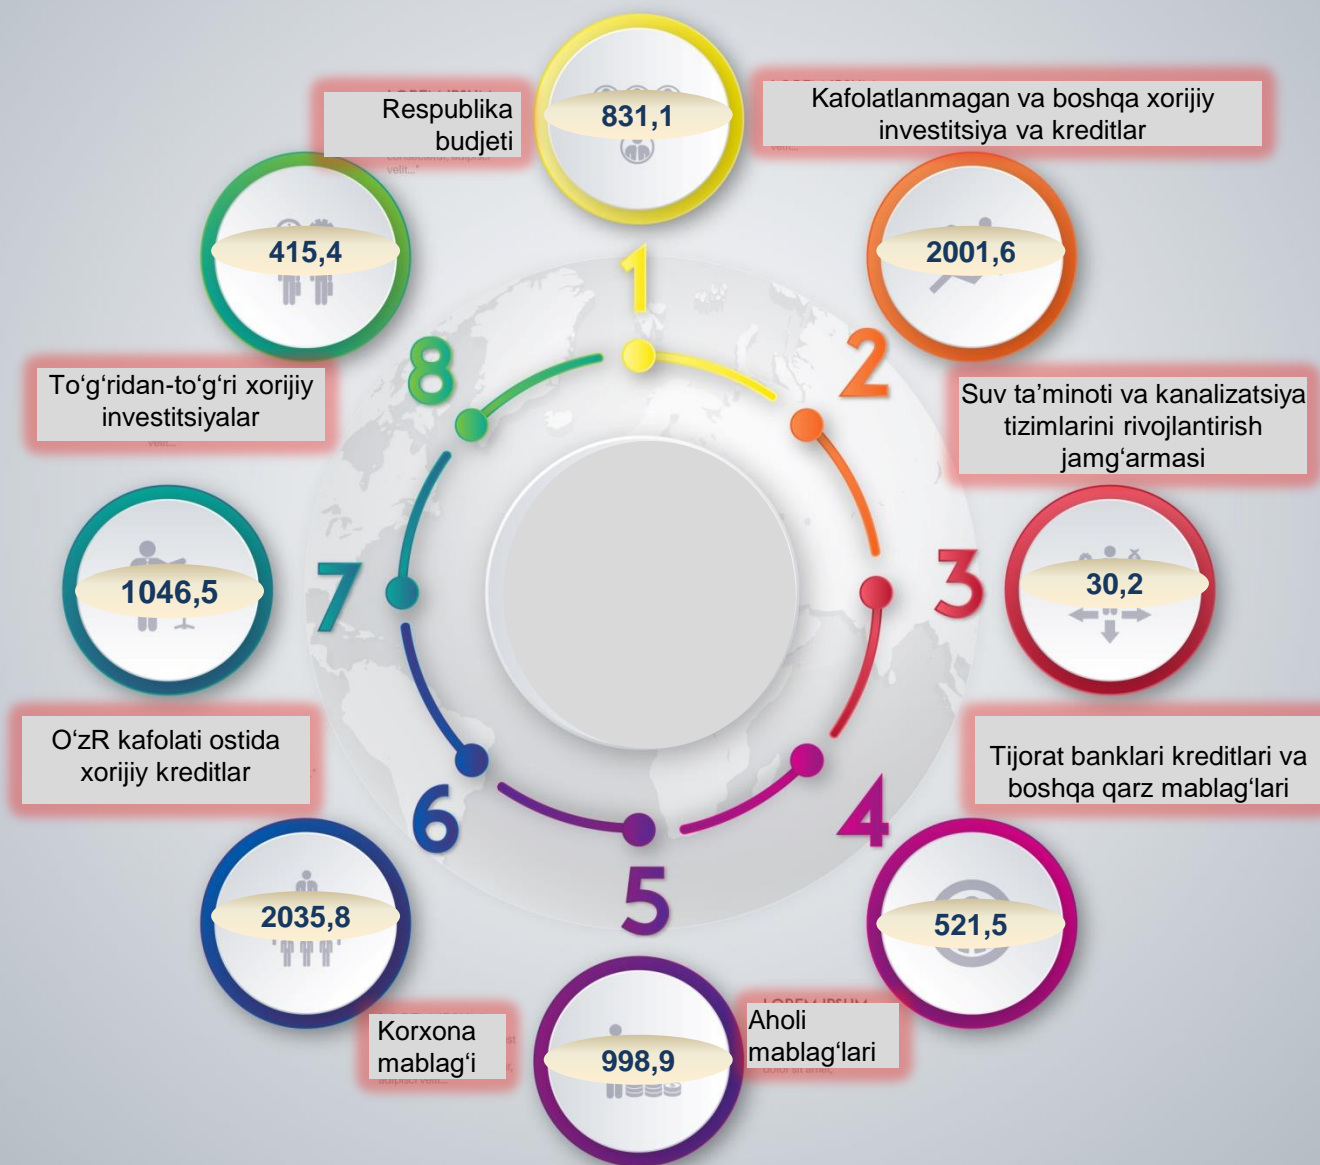 Respublika
budjeti
831,1
Kafolatlanmagan va boshqa xorijiy
investitsiya va kreditlar
415,4
2001,6
1
2
8
To‘g‘ridan-to‘g‘ri xorijiy
investitsiyalar
Suv ta’minoti va kanalizatsiya
tizimlarini rivojlantirish
jamg‘armasi
1046,5
7
3
30,2
O‘zR kafolati ostida
xorijiy kreditlar
Tijorat banklari kreditlari va
boshqa qarz mablag‘lari
6
4
5
2035,8
521,5
Korxona
mablag‘i
998,9
Aholi
mablag‘lari